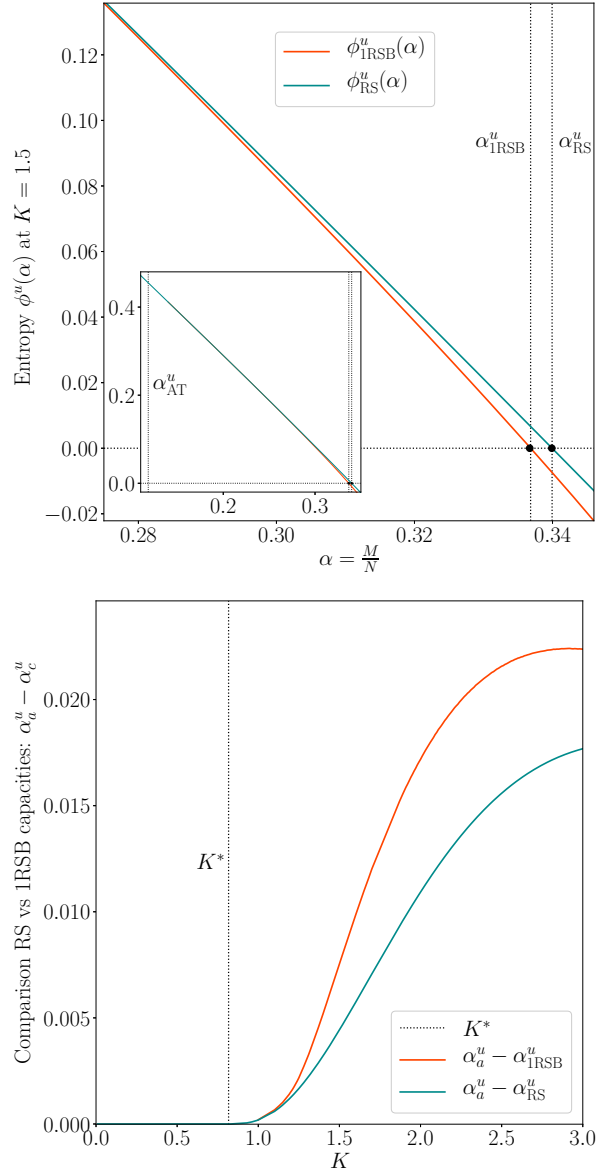 0.12
0.10
0.08
0.06
0.04
0.02
0.00
−0.02
Entropy ϕ^u(α) at K = 1.5
ϕ^u_1RSB(α)
ϕ^u_RS(α)
α^u_1RSB
α^u_RS
0.4
0.2
0.0
α^u_AT
0.2 0.3
0.28 0.30 0.32 0.34
α = M/N
0.020
0.015
0.010
0.005
0.000
Comparison RS vs 1RSB capacities: α^u_a − α^u_c
K*
K*
α^u_a − α^u_1RSB
α^u_a − α^u_RS
0.0 0.5 1.0 1.5 2.0 2.5 3.0
K